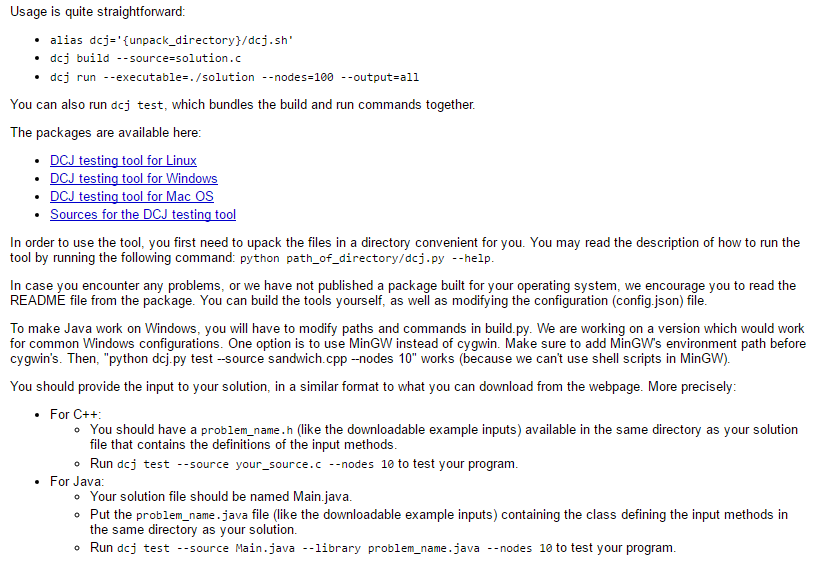 Usage is quite straightforward:
• alias dcj='{unpack_directory}/dcj.sh'
• dcj build --source=solution.c
• dcj run --executable=./solution --nodes=100 --output=all
You can also run dcj test, which bundles the build and run commands together.
The packages are available here:
• DCJ testing tool for Linux
• DCJ testing tool for Windows
• DCJ testing tool for Mac OS
• Sources for the DCJ testing tool
In order to use the tool, you first need to upack the files in a directory convenient for you. You may read the description of how to run the
tool by running the following command: python path_of_directory/dcj.py --help.
In case you encounter any problems, or we have not published a package built for your operating system, we encourage you to read the
README file from the package. You can build the tools yourself, as well as modifying the configuration (config.json) file.
To make Java work on Windows, you will have to modify paths and commands in build.py. We are working on a version which would work
for common Windows configurations. One option is to use MinGW instead of cygwin. Make sure to add MinGW's environment path before
cygwin's. Then, "python dcj.py test --source sandwich.cpp --nodes 10" works (because we can't use shell scripts in MinGW).
You should provide the input to your solution, in a similar format to what you can download from the webpage. More precisely:
• For C++:
◦ You should have a problem_name.h (like the downloadable example inputs) available in the same directory as your solution
file that contains the definitions of the input methods.
◦ Run dcj test --source your_source.c --nodes 10 to test your program.
• For Java:
◦ Your solution file should be named Main.java.
◦ Put the problem_name.java file (like the downloadable example inputs) containing the class defining the input methods in
the same directory as your solution.
◦ Run dcj test --source Main.java --library problem_name.java --nodes 10 to test your program.